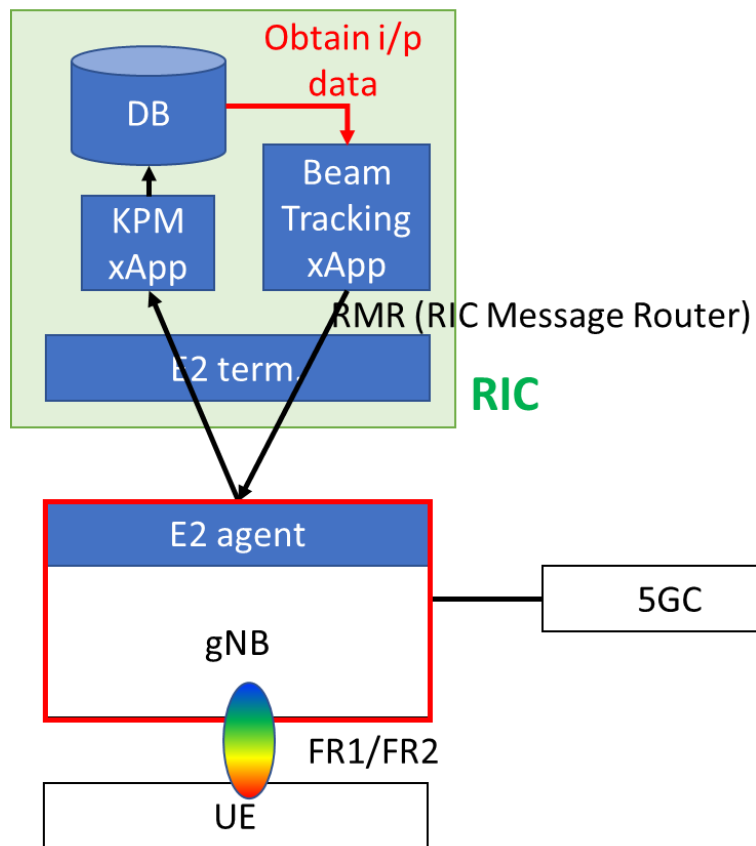 Obtain i/p
data
DB
Beam
Tracking
xApp
KPM
xApp
RMR (RIC Message Router)
E2 term.
RIC
E2 agent
5GC
gNB
FR1/FR2
UE